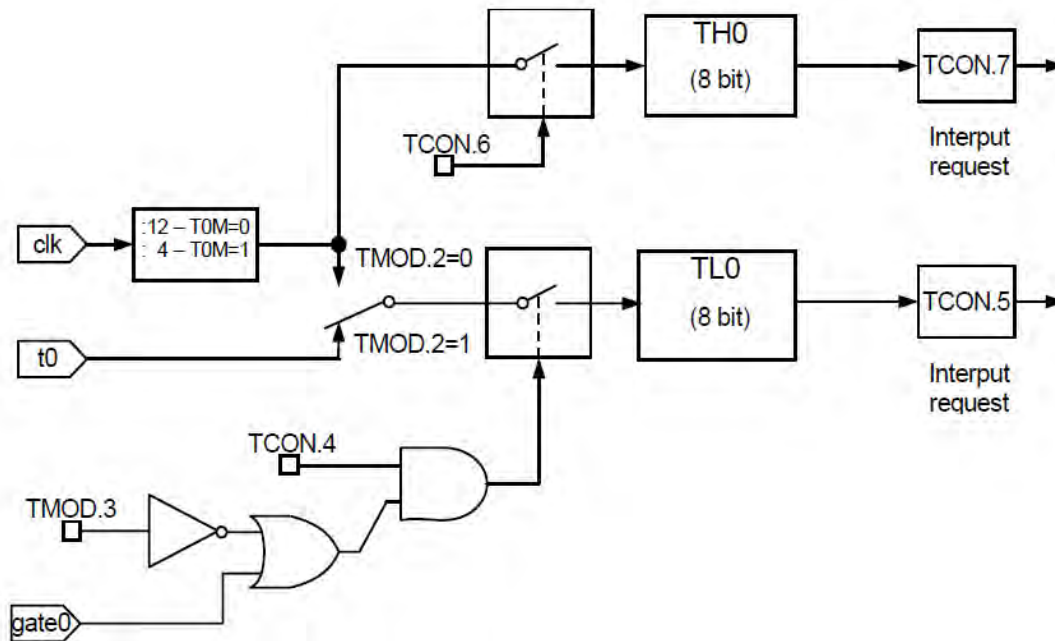 TH0
(8 bit)
TCON.7
Interput
request
TCON.6
clk
:12 – T0M=0
: 4 – T0M=1
TMOD.2=0
TL0
(8 bit)
TCON.5
Interput
request
t0
TMOD.2=1
TCON.4
TMOD.3
gate0